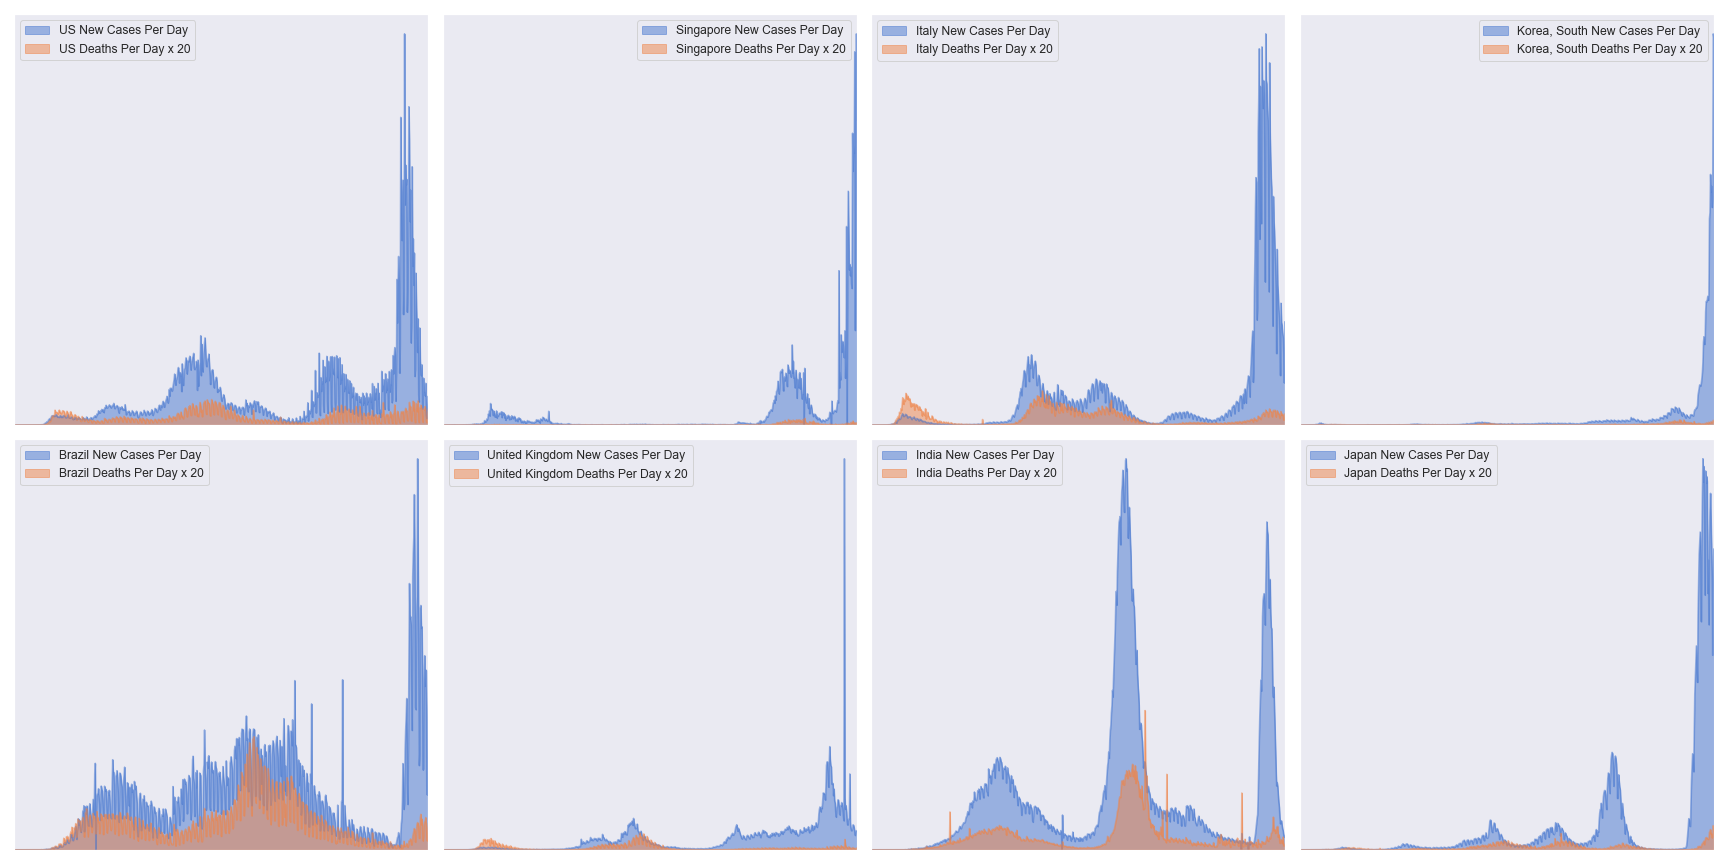 US New Cases Per Day
US Deaths Per Day x 20
Singapore New Cases Per Day
Singapore Deaths Per Day x 20
Italy New Cases Per Day
Italy Deaths Per Day x 20
Korea, South New Cases Per Day
Korea, South Deaths Per Day x 20
Brazil New Cases Per Day
Brazil Deaths Per Day x 20
United Kingdom New Cases Per Day
United Kingdom Deaths Per Day x 20
India New Cases Per Day
India Deaths Per Day x 20
Japan New Cases Per Day
Japan Deaths Per Day x 20